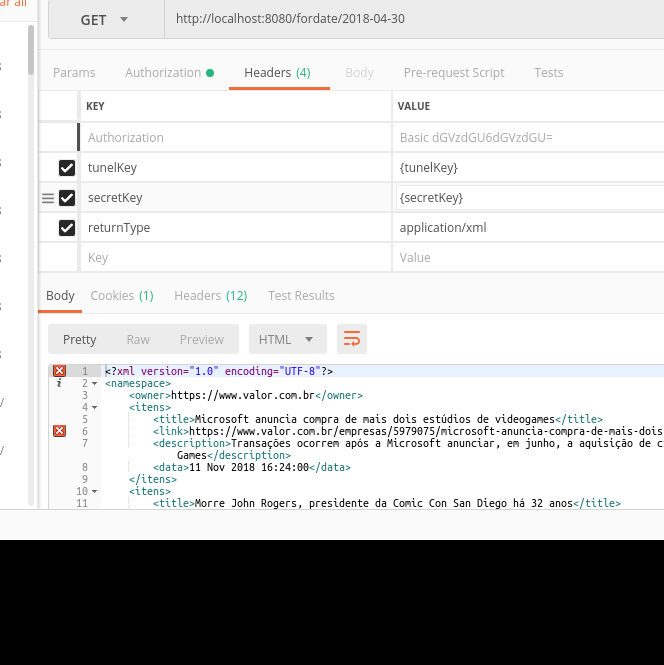 ar all
GET http://localhost:8080/fordate/2018-04-30
Params Authorization Headers (4) Body Pre-request Script Tests
KEY VALUE
Authorization Basic dGVzdGU6dGVzdGU=
tunelKey {tunelKey}
secretKey {secretKey}
returnType application/xml
Key Value
Body Cookies (1) Headers (12) Test Results
Pretty Raw Preview HTML
1 <?xml version="1.0" encoding="UTF-8"?>
i 2 <namespace>
3 <owner>https://www.valor.com.br</owner>
4 <itens>
5 <title>Microsoft anuncia compra de mais dois estúdios de videogames</title>
6 <link>https://www.valor.com.br/empresas/5979075/microsoft-anuncia-compra-de-mais-dois
7 <description>Transações ocorrem após a Microsoft anunciar, em junho, a aquisição de c
Games</description>
8 <data>11 Nov 2018 16:24:00</data>
9 </itens>
10 <itens>
11 <title>Morre John Rogers, presidente da Comic Con San Diego há 32 anos</title>